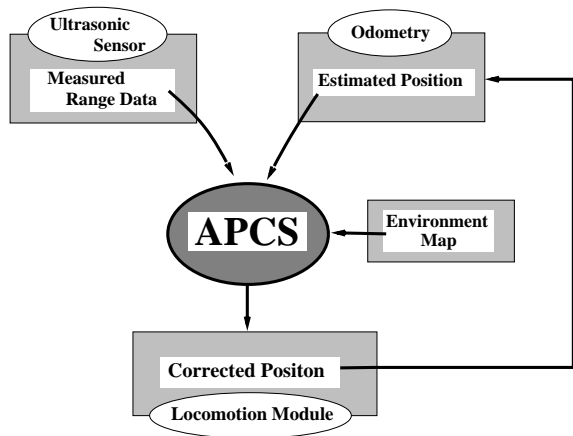 Ultrasonic
Sensor
Measured
Range Data
Odometry
Estimated Position
APCS
Environment
Map
Corrected Positon
Locomotion Module